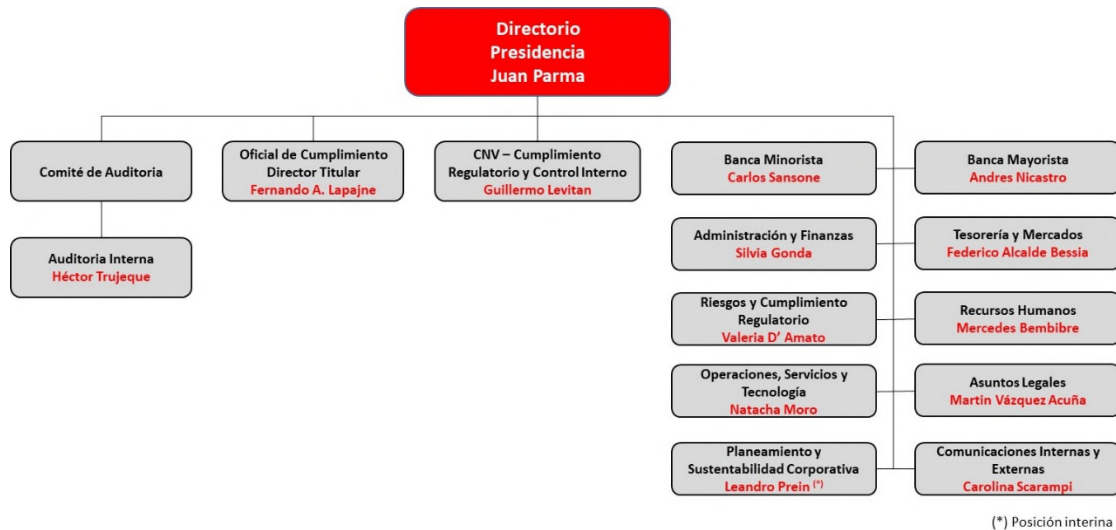 Directorio
Presidencia
Juan Parma
Comité de Auditoria
Oficial de Cumplimiento
Director Titular
Fernando A. Lapajne
CNV – Cumplimiento
Regulatorio y Control Interno
Guillermo Levitan
Banca Minorista
Carlos Sansone
Banca Mayorista
Andres Nicastro
Auditoria Interna
Héctor Trujeque
Administración y Finanzas
Silvia Gonda
Tesorería y Mercados
Federico Alcalde Bessia
Riesgos y Cumplimiento
Regulatorio
Valeria D’ Amato
Recursos Humanos
Mercedes Bembibre
Operaciones, Servicios y
Tecnología
Natacha Moro
Asuntos Legales
Martin Vázquez Acuña
Planeamiento y
Sustentabilidad Corporativa
Leandro Prein (*)
Comunicaciones Internas y
Externas
Carolina Scarampi
(*) Posición interina